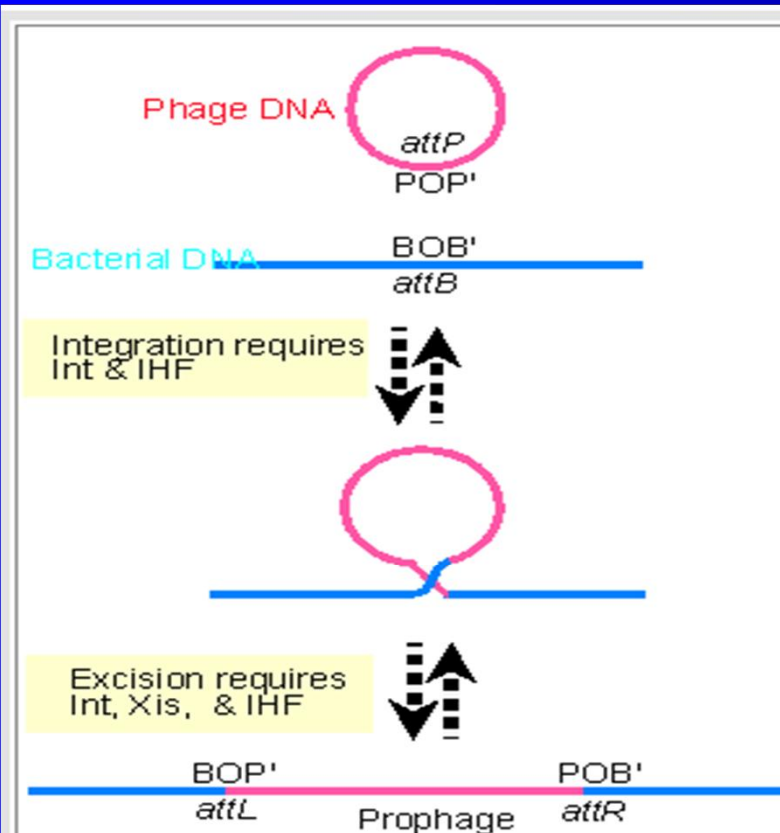 Phage DNA
attP
POP'
BOB'
Bacterial DNA
attB
Integration requires
Int & IHF
Excision requires
Int, Xis, & IHF
BOP'
POB'
attL
Prophage
attR